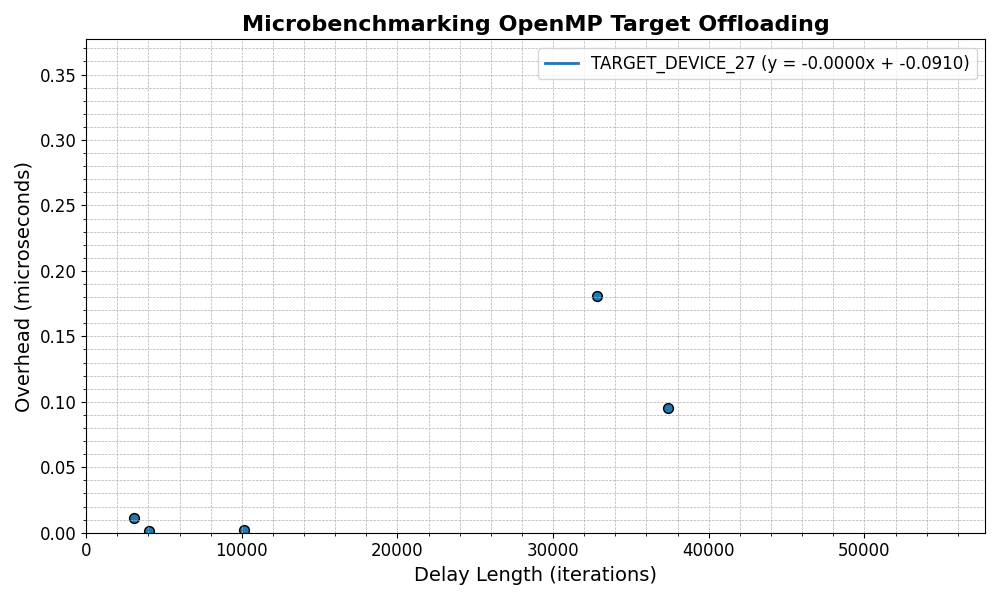 Microbenchmarking OpenMP Target Offloading
TARGET_DEVICE_27 (y = -0.0000x + -0.0910)
Overhead (microseconds)
0.35
0.30
0.25
0.20
0.15
0.10
0.05
0.00
0 10000 20000 30000 40000 50000
Delay Length (iterations)